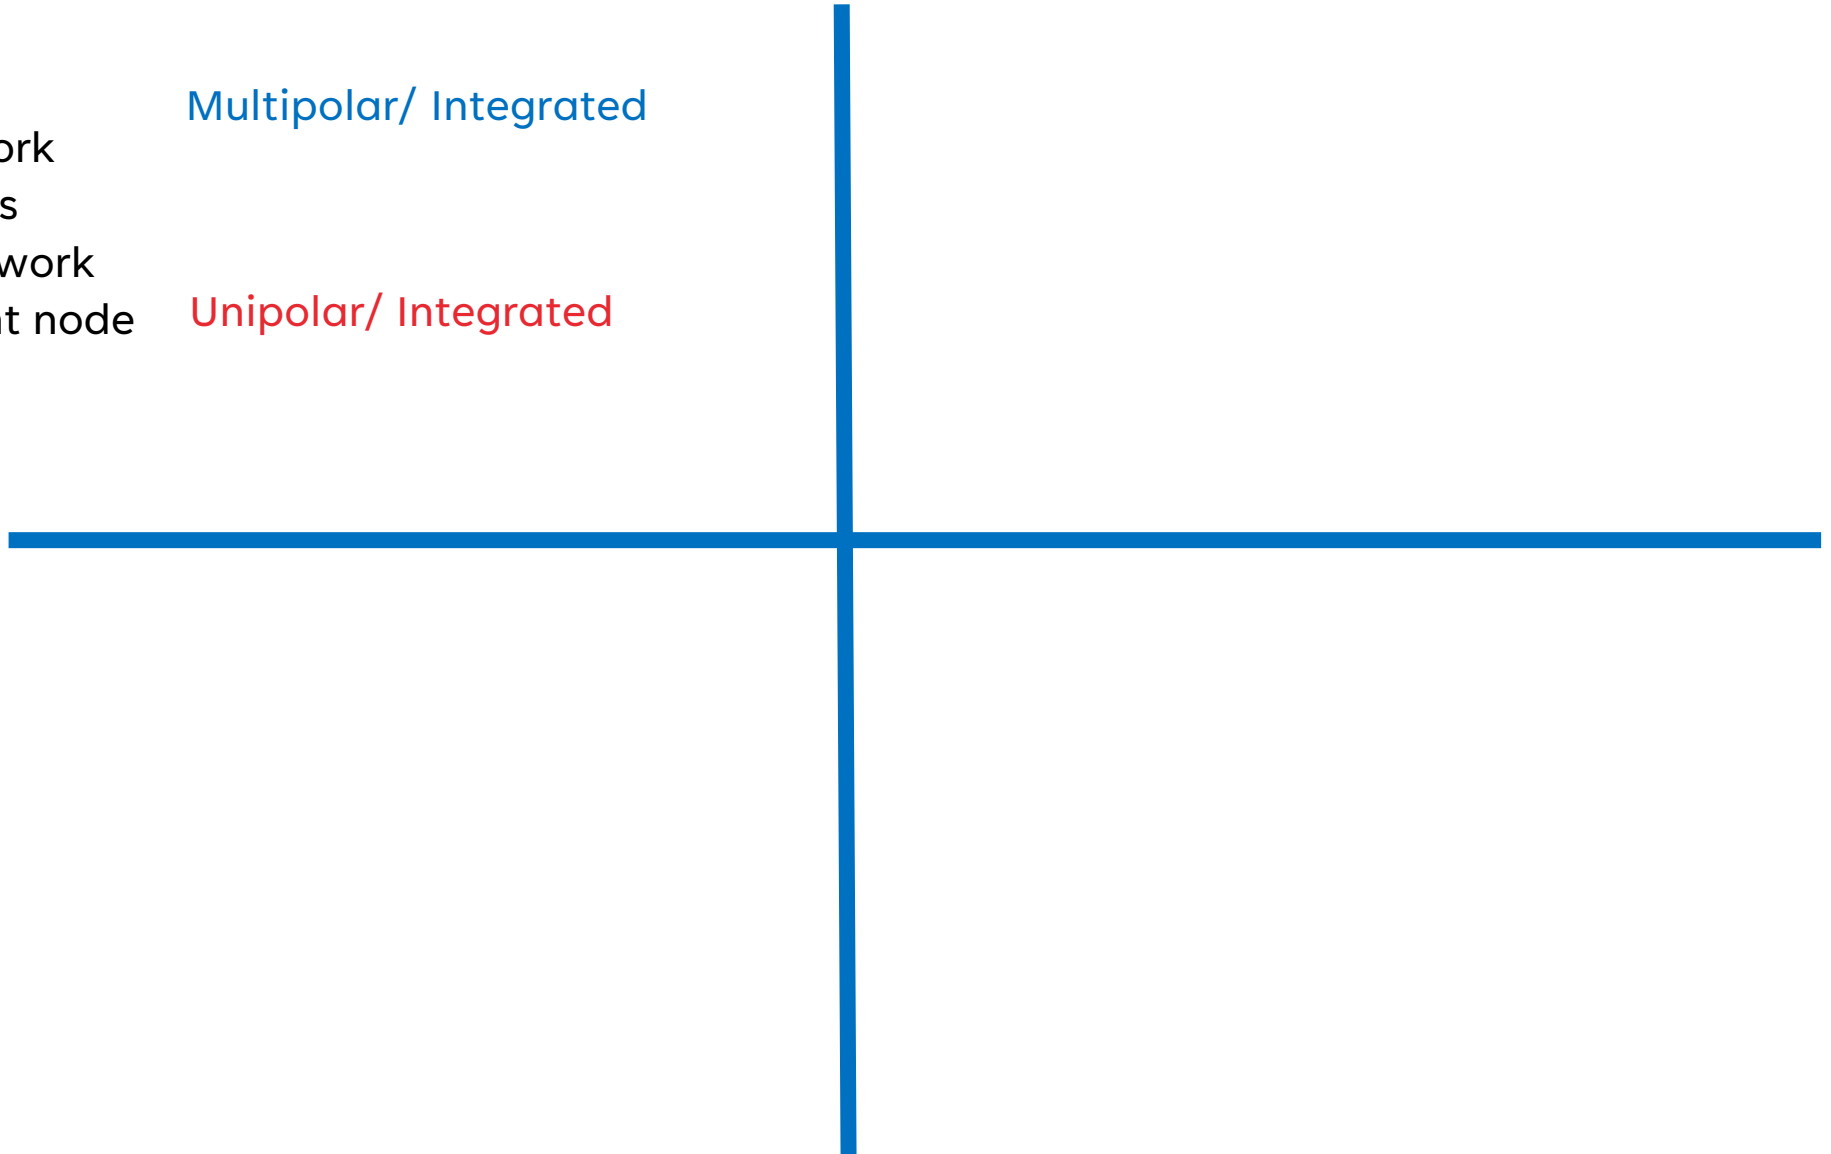 Multipolar/ Integrated
ork
s
work
t node
Unipolar/ Integrated